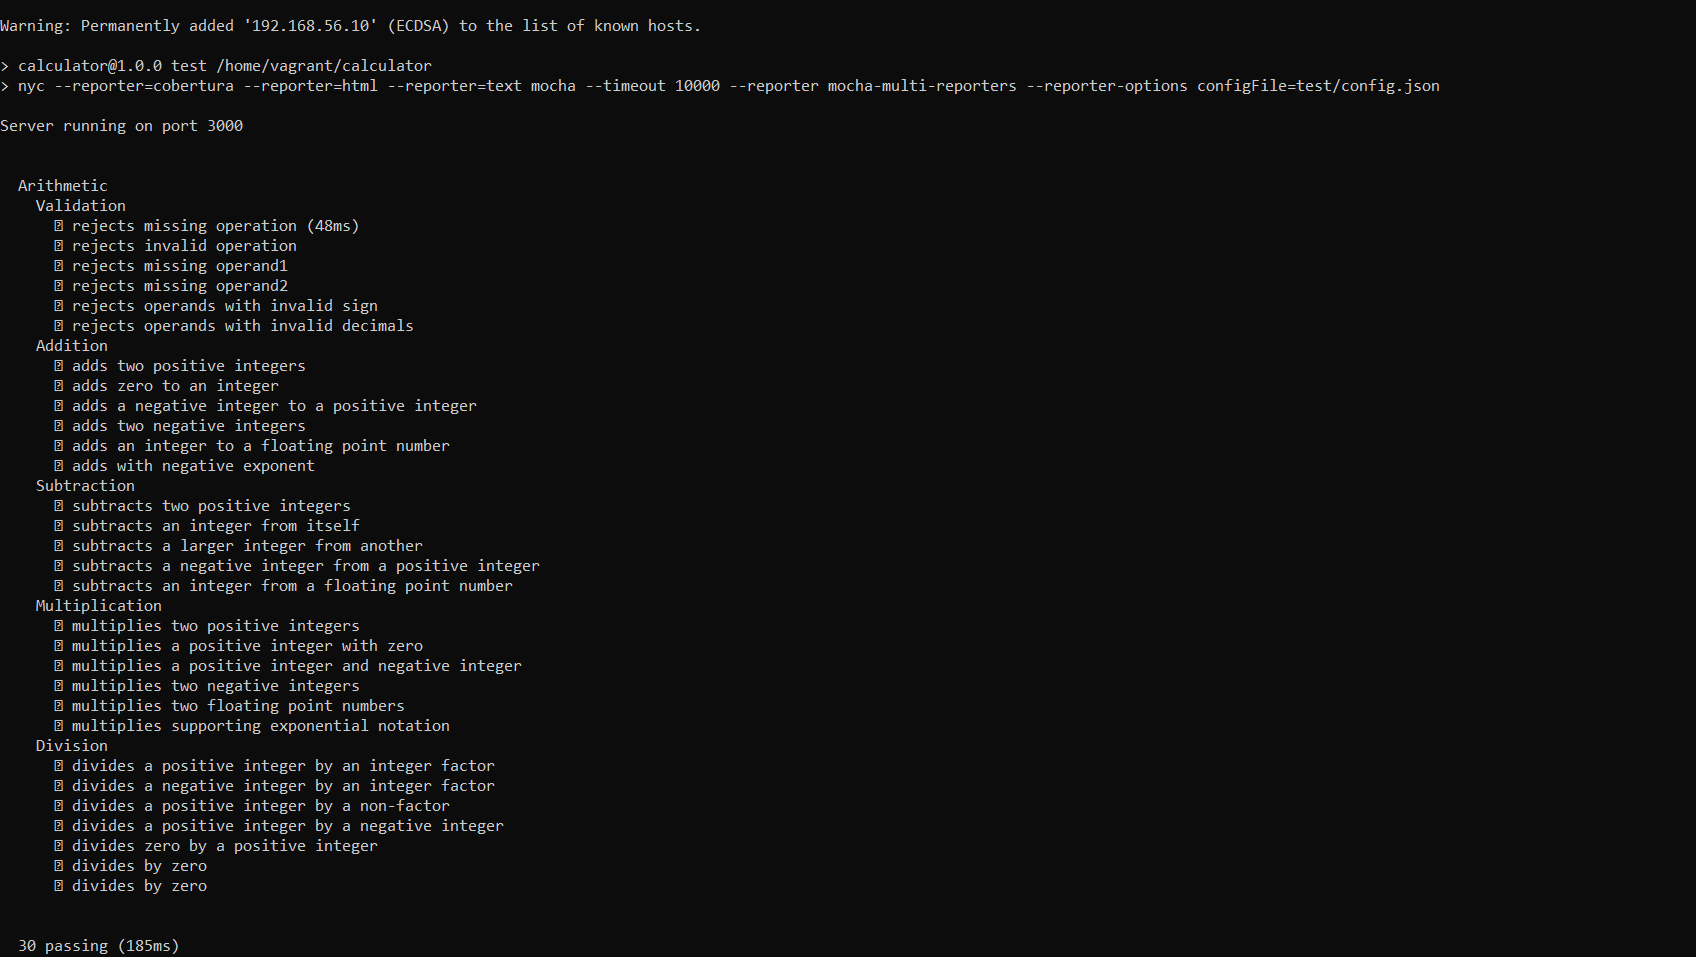 Warning: Permanently added '192.168.56.10' (ECDSA) to the list of known hosts.
> calculator@1.0.0 test /home/vagrant/calculator
> nyc --reporter=cobertura --reporter=html --reporter=text mocha --timeout 10000 --reporter mocha-multi-reporters --reporter-options configFile=test/config.json
Server running on port 3000
Arithmetic
Validation
⍰ rejects missing operation (48ms)
⍰ rejects invalid operation
⍰ rejects missing operand1
⍰ rejects missing operand2
⍰ rejects operands with invalid sign
⍰ rejects operands with invalid decimals
Addition
⍰ adds two positive integers
⍰ adds zero to an integer
⍰ adds a negative integer to a positive integer
⍰ adds two negative integers
⍰ adds an integer to a floating point number
⍰ adds with negative exponent
Subtraction
⍰ subtracts two positive integers
⍰ subtracts an integer from itself
⍰ subtracts a larger integer from another
⍰ subtracts a negative integer from a positive integer
⍰ subtracts an integer from a floating point number
Multiplication
⍰ multiplies two positive integers
⍰ multiplies a positive integer with zero
⍰ multiplies a positive integer and negative integer
⍰ multiplies two negative integers
⍰ multiplies two floating point numbers
⍰ multiplies supporting exponential notation
Division
⍰ divides a positive integer by an integer factor
⍰ divides a negative integer by an integer factor
⍰ divides a positive integer by a non-factor
⍰ divides a positive integer by a negative integer
⍰ divides zero by a positive integer
⍰ divides by zero
⍰ divides by zero
30 passing (185ms)